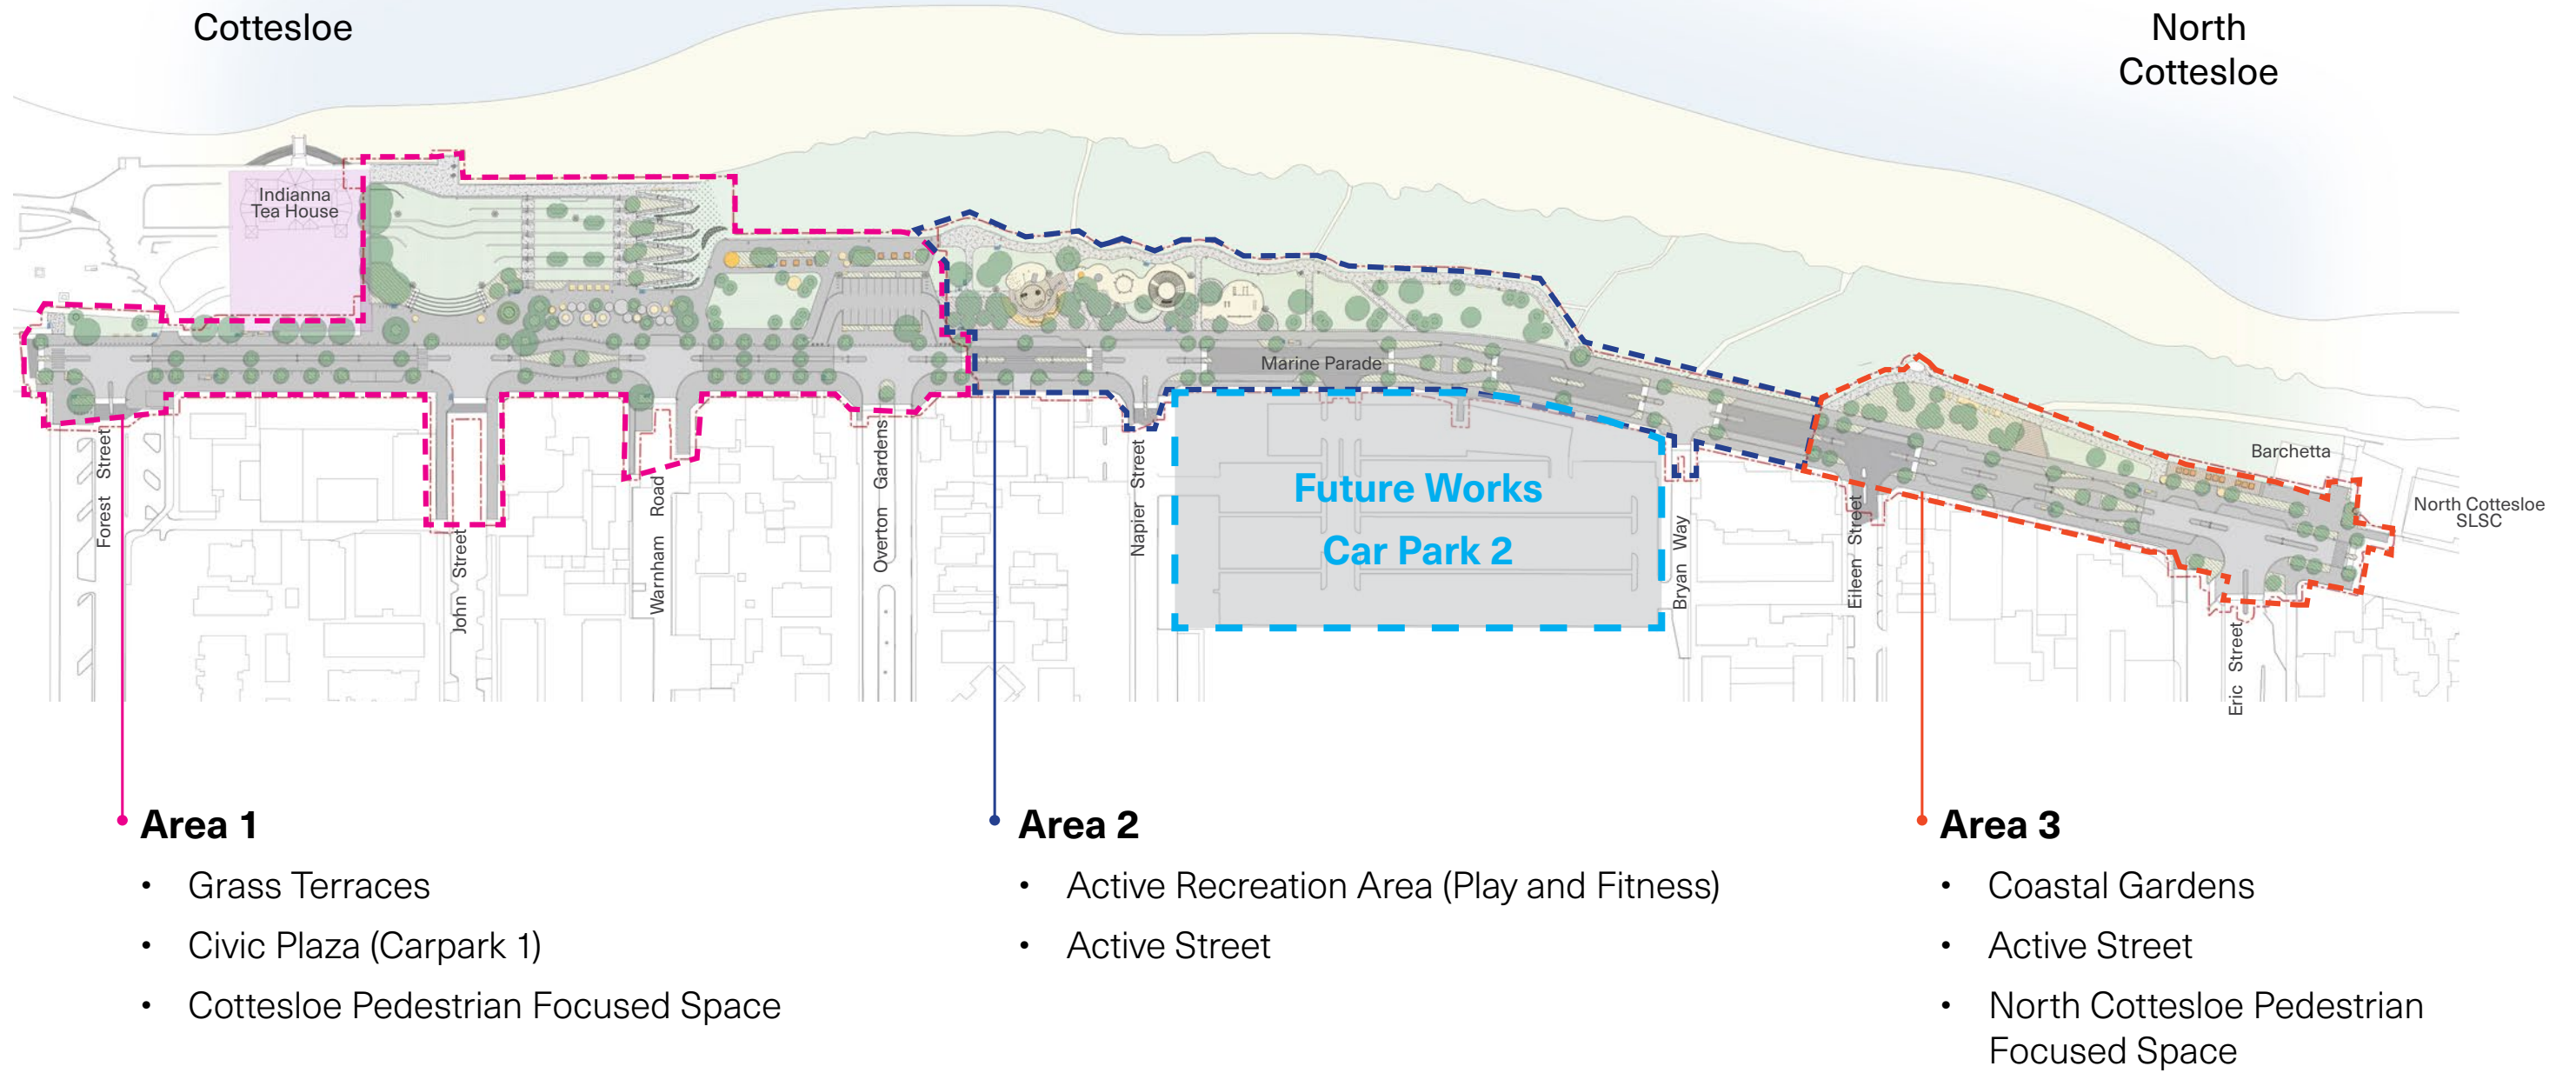 Cottesloe
North
Cottesloe
Indianna
Tea House
Marine Parade
Barchetta
North Cottesloe
SLSC
Forest Street
John Street
Warnham Road
Overton Gardens
Napier Street
Future Works
Car Park 2
Bryan Way
Eileen Street
Eric Street
Area 1
• Grass Terraces
• Civic Plaza (Carpark 1)
• Cottesloe Pedestrian Focused Space
Area 2
• Active Recreation Area (Play and Fitness)
• Active Street
Area 3
• Coastal Gardens
• Active Street
• North Cottesloe Pedestrian
Focused Space